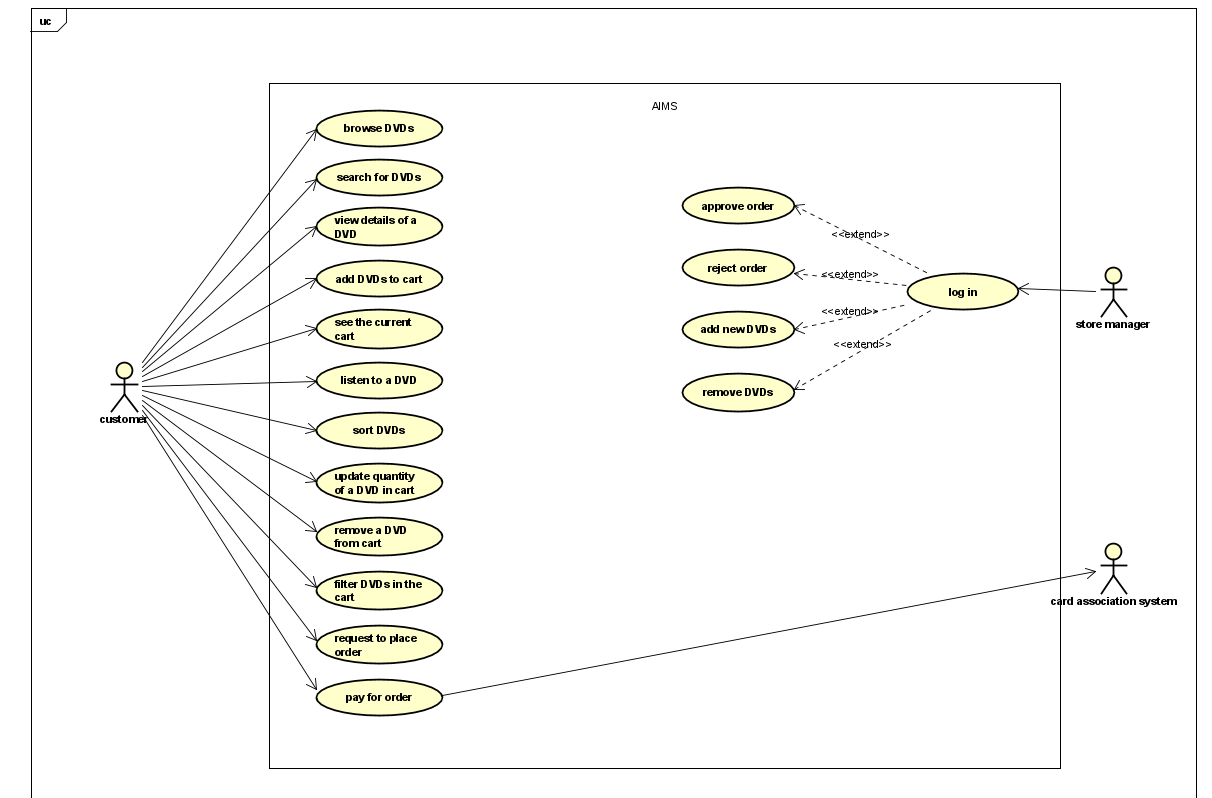 uc
AIMS
browse DVDs
search for DVDs
view details of a
DVD
add DVDs to cart
see the current
cart
listen to a DVD
sort DVDs
update quantity
of a DVD in cart
remove a DVD
from cart
filter DVDs in the
cart
request to place
order
pay for order
customer
approve order
reject order
add new DVDs
remove DVDs
<<extend>>
<<extend>>
<<extend>>
<<extend>>
log in
store manager
card association system